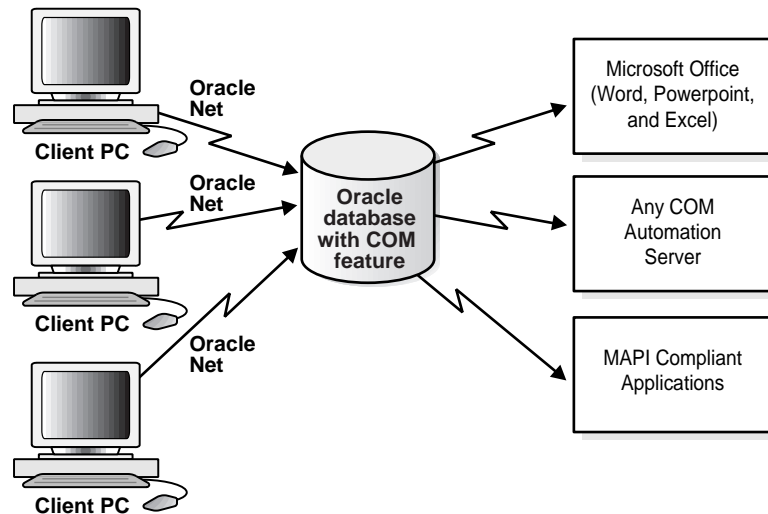 Oracle
Net
Client PC
Oracle
Net
Client PC
Oracle
Net
Client PC
Oracle
database
with COM
feature
Microsoft Office
(Word, Powerpoint,
and Excel)
Any COM
Automation
Server
MAPI Compliant
Applications